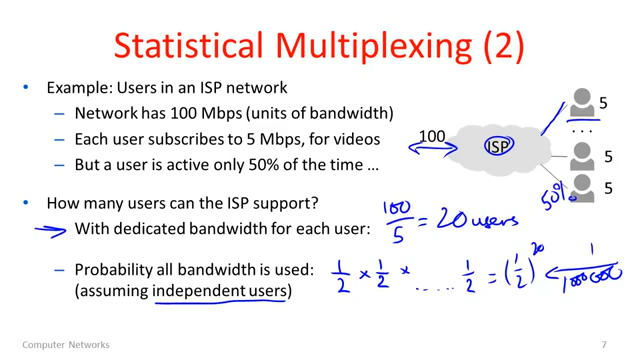 Statistical Multiplexing (2)
• Example: Users in an ISP network
– Network has 100 Mbps (units of bandwidth)
– Each user subscribes to 5 Mbps, for videos
– But a user is active only 50% of the time …
100
ISP
5
. . .
5
5
50%
• How many users can the ISP support?
– With dedicated bandwidth for each user:
100/5 = 20 users
– Probability all bandwidth is used:
(assuming independent users)
1/2 × 1/2 × ...... 1/2 = (1/2)^20 ← 1/1000000
Computer Networks
7